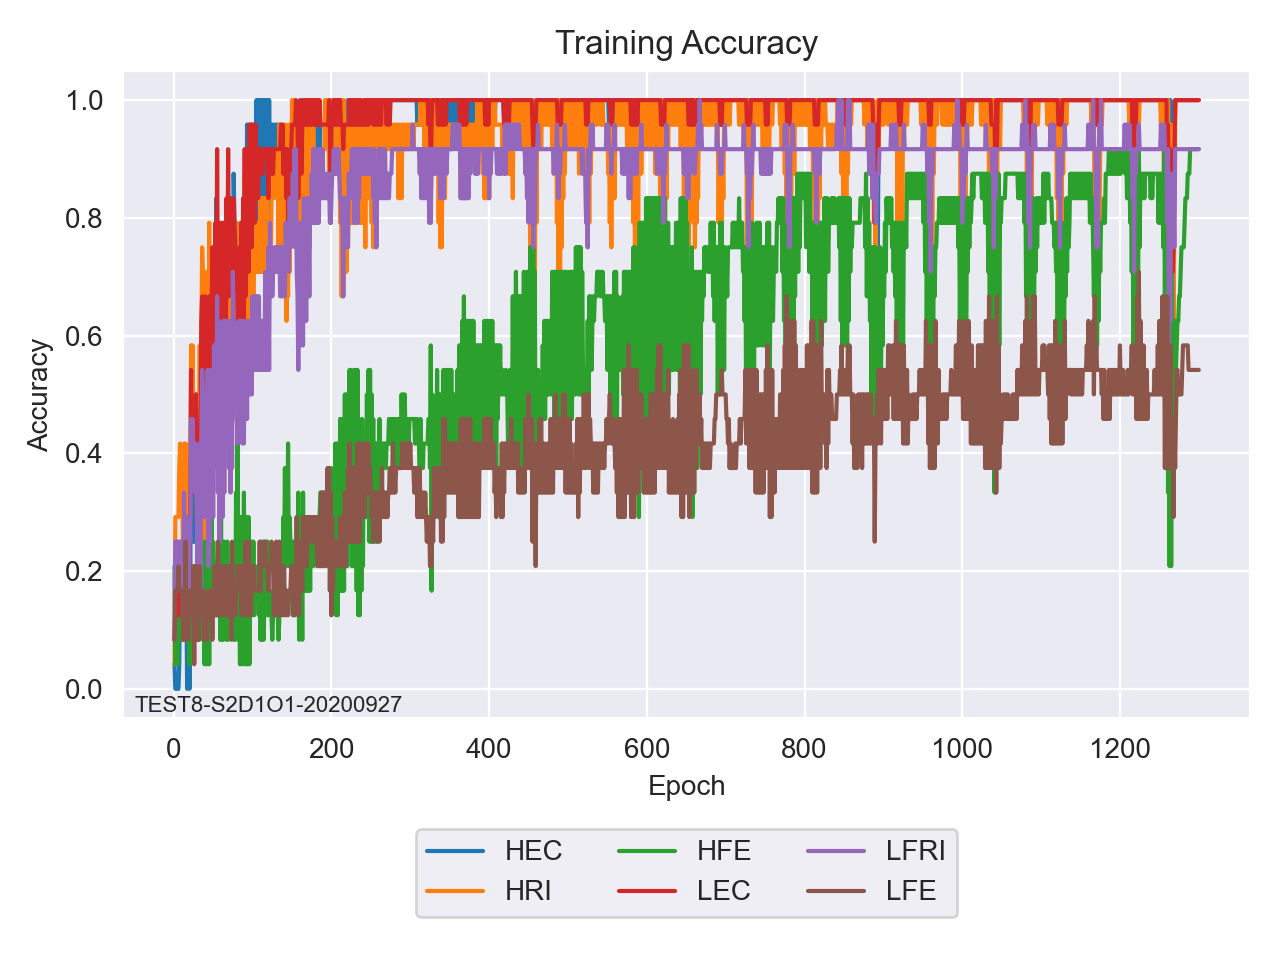 Training Accuracy
Accuracy
1.0
0.8
0.6
0.4
0.2
0.0
TEST8-S2D1O1-20200927
0 200 400 600 800 1000 1200
Epoch
HEC HFE LFRI
HRI LEC LFE